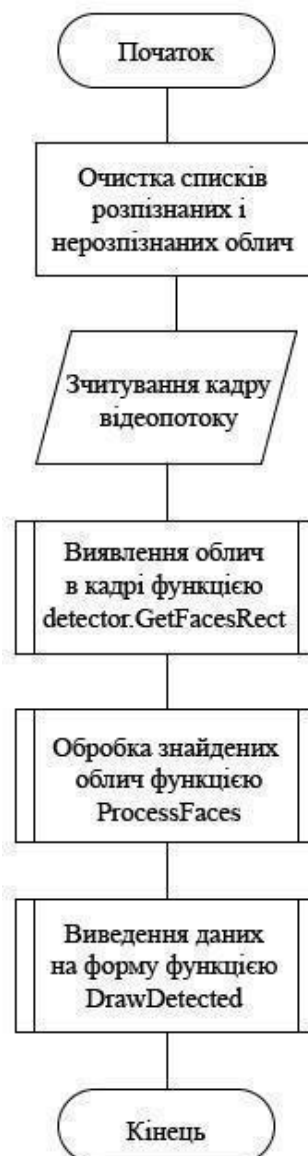 Початок
Очистка списків
розпізнаних і
нерозпізнаних облич
Зчитування кадру
відеопотоку
Виявлення облич
в кадрі функцією
detector.GetFacesRect
Обробка знайдених
облич функцією
ProcessFaces
Виведення даних
на форму функцією
DrawDetected
Кінець